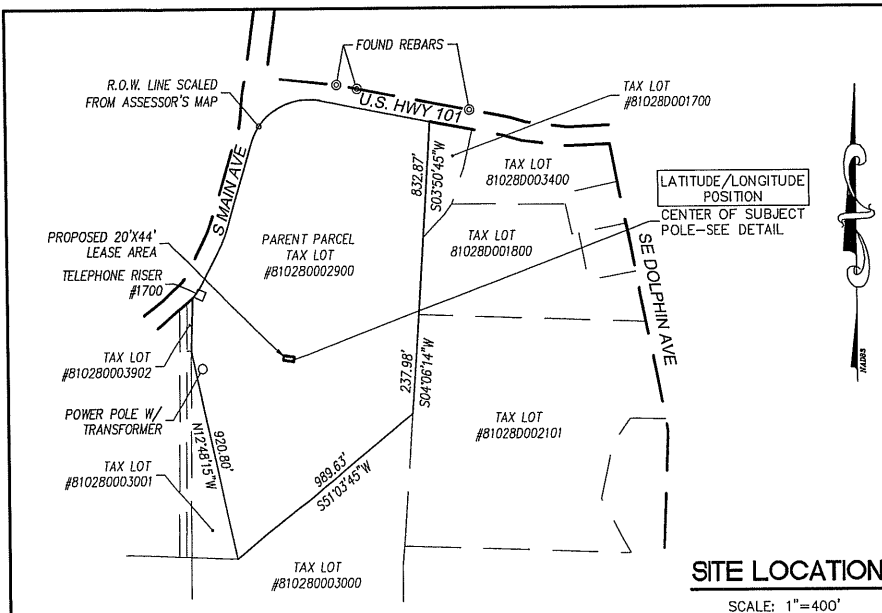 FOUND REBARS
R.O.W. LINE SCALED
FROM ASSESSOR'S MAP
U.S. HWY 101
TAX LOT
#81028D001700
S MAIN AVE
832.87'
S03°50'45"W
TAX LOT
81028D003400
LATITUDE/LONGITUDE
POSITION
CENTER OF SUBJECT
POLE-SEE DETAIL
PROPOSED 20'X44'
LEASE AREA
PARENT PARCEL
TAX LOT
#810280002900
TAX LOT
81028D001800
TELEPHONE RISER
#1700
SE DOLPHIN AVE
NAD83
TAX LOT
#810280003902
237.98'
S04°06'14"W
POWER POLE W/
TRANSFORMER
TAX LOT
#81028D002101
920.80'
N12°48'15"W
TAX LOT
#810280003001
989.63'
S51°03'45"W
TAX LOT
#810280003000
SITE LOCATION
SCALE: 1"=400'